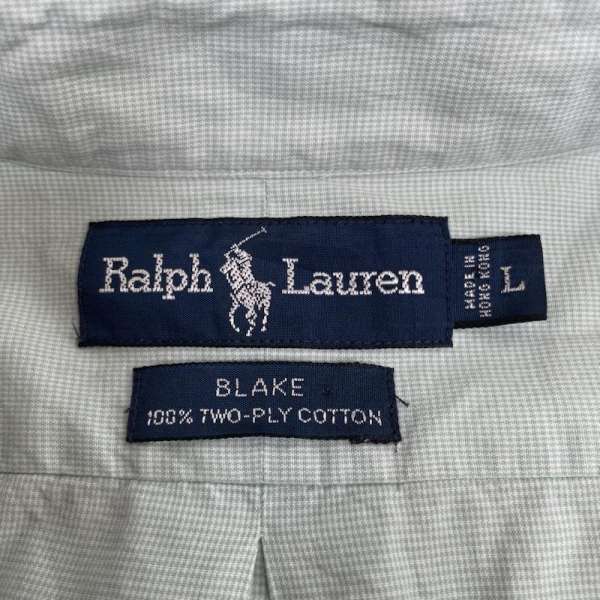 Ralph Lauren
MADE IN
HONG KONG
L
BLAKE
100% TWO-PLY COTTON